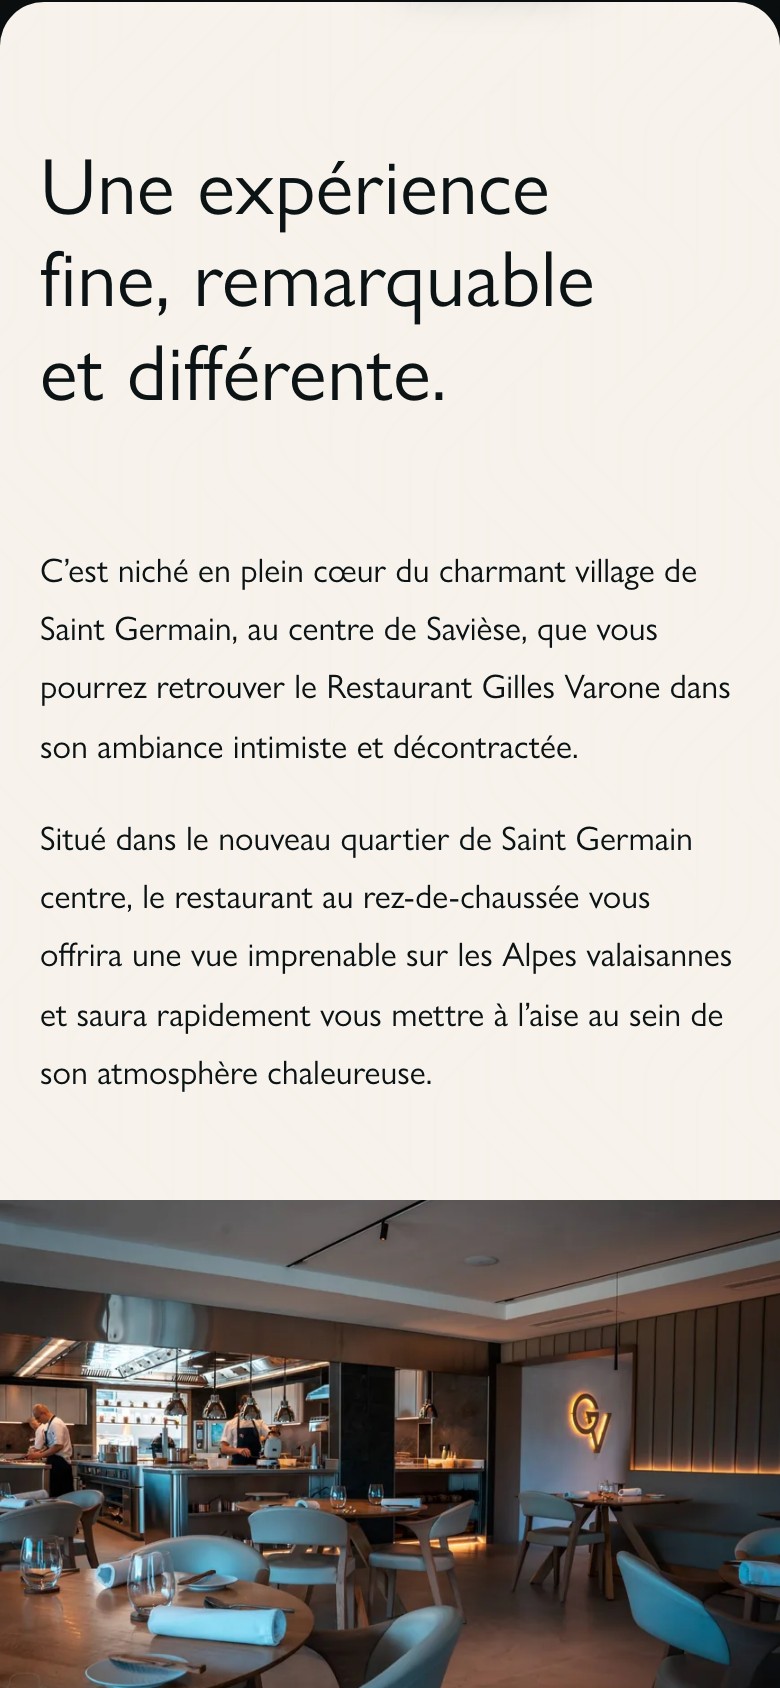 Une expérience
fine, remarquable
et différente.
C’est niché en plein cœur du charmant village de
Saint Germain, au centre de Savièse, que vous
pourrez retrouver le Restaurant Gilles Varone dans
son ambiance intimiste et décontractée.
Situé dans le nouveau quartier de Saint Germain
centre, le restaurant au rez-de-chaussée vous
offrira une vue imprenable sur les Alpes valaisannes
et saura rapidement vous mettre à l’aise au sein de
son atmosphère chaleureuse.
GV